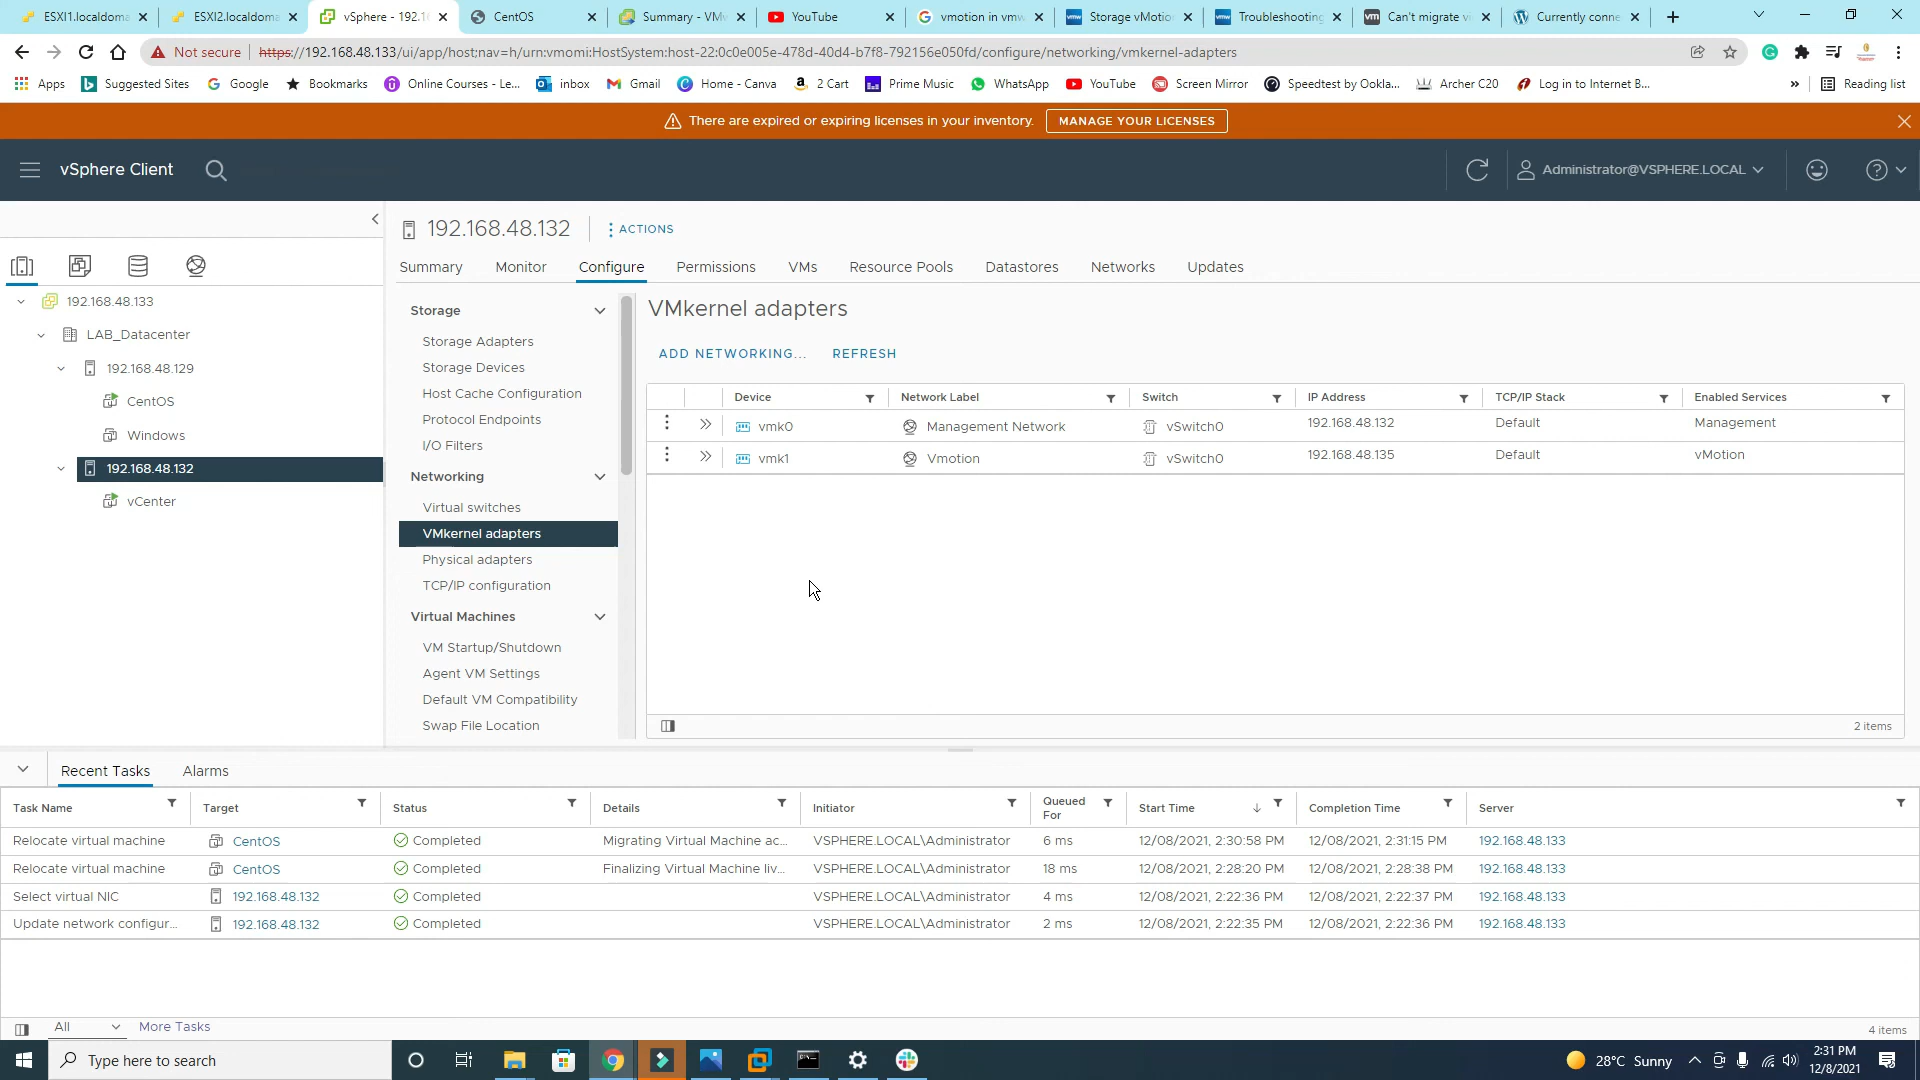 ESXI1.localdoma
ESXI2.localdoma
vSphere - 192.1
CentOS
Summary - VMw
YouTube
vmotion in vmw
Storage vMotio
Troubleshooting
Can't migrate vi
Currently conne
Not secure
https://192.168.48.133/ui/app/host;nav=h/urn:vmomi:HostSystem:host-22:0c0e005e-478d-40d4-b7f8-792156e050fd/configure/networking/vmkernel-adapters
Apps
Suggested Sites
Google
Bookmarks
Online Courses - Le...
inbox
Gmail
Home - Canva
2 Cart
Prime Music
WhatsApp
YouTube
Screen Mirror
Speedtest by Ookla...
Archer C20
Log in to Internet B...
Reading list
There are expired or expiring licenses in your inventory.
MANAGE YOUR LICENSES
vSphere Client
Administrator@VSPHERE.LOCAL
192.168.48.132
ACTIONS
Summary
Monitor
Configure
Permissions
VMs
Resource Pools
Datastores
Networks
Updates
192.168.48.133
LAB_Datacenter
192.168.48.129
CentOS
Windows
192.168.48.132
vCenter
Storage
Storage Adapters
Storage Devices
Host Cache Configuration
Protocol Endpoints
I/O Filters
Networking
Virtual switches
VMkernel adapters
Physical adapters
TCP/IP configuration
Virtual Machines
VM Startup/Shutdown
Agent VM Settings
Default VM Compatibility
Swap File Location
VMkernel adapters
ADD NETWORKING...
REFRESH
Device Network Label Switch IP Address TCP/IP Stack Enabled Services
vmk0 Management Network vSwitch0 192.168.48.132 Default Management
vmk1 Vmotion vSwitch0 192.168.48.135 Default vMotion
2 items
Recent Tasks
Alarms
Task Name Target Status Details Initiator Queued For Start Time Completion Time Server
Relocate virtual machine CentOS Completed Migrating Virtual Machine ac... VSPHERE.LOCAL\Administrator 6 ms 12/08/2021, 2:30:58 PM 12/08/2021, 2:31:15 PM 192.168.48.133
Relocate virtual machine CentOS Completed Finalizing Virtual Machine liv... VSPHERE.LOCAL\Administrator 18 ms 12/08/2021, 2:28:20 PM 12/08/2021, 2:28:38 PM 192.168.48.133
Select virtual NIC 192.168.48.132 Completed VSPHERE.LOCAL\Administrator 4 ms 12/08/2021, 2:22:36 PM 12/08/2021, 2:22:37 PM 192.168.48.133
Update network configur... 192.168.48.132 Completed VSPHERE.LOCAL\Administrator 2 ms 12/08/2021, 2:22:35 PM 12/08/2021, 2:22:36 PM 192.168.48.133
All
More Tasks
4 items
Type here to search
28°C Sunny
2:31 PM
12/8/2021